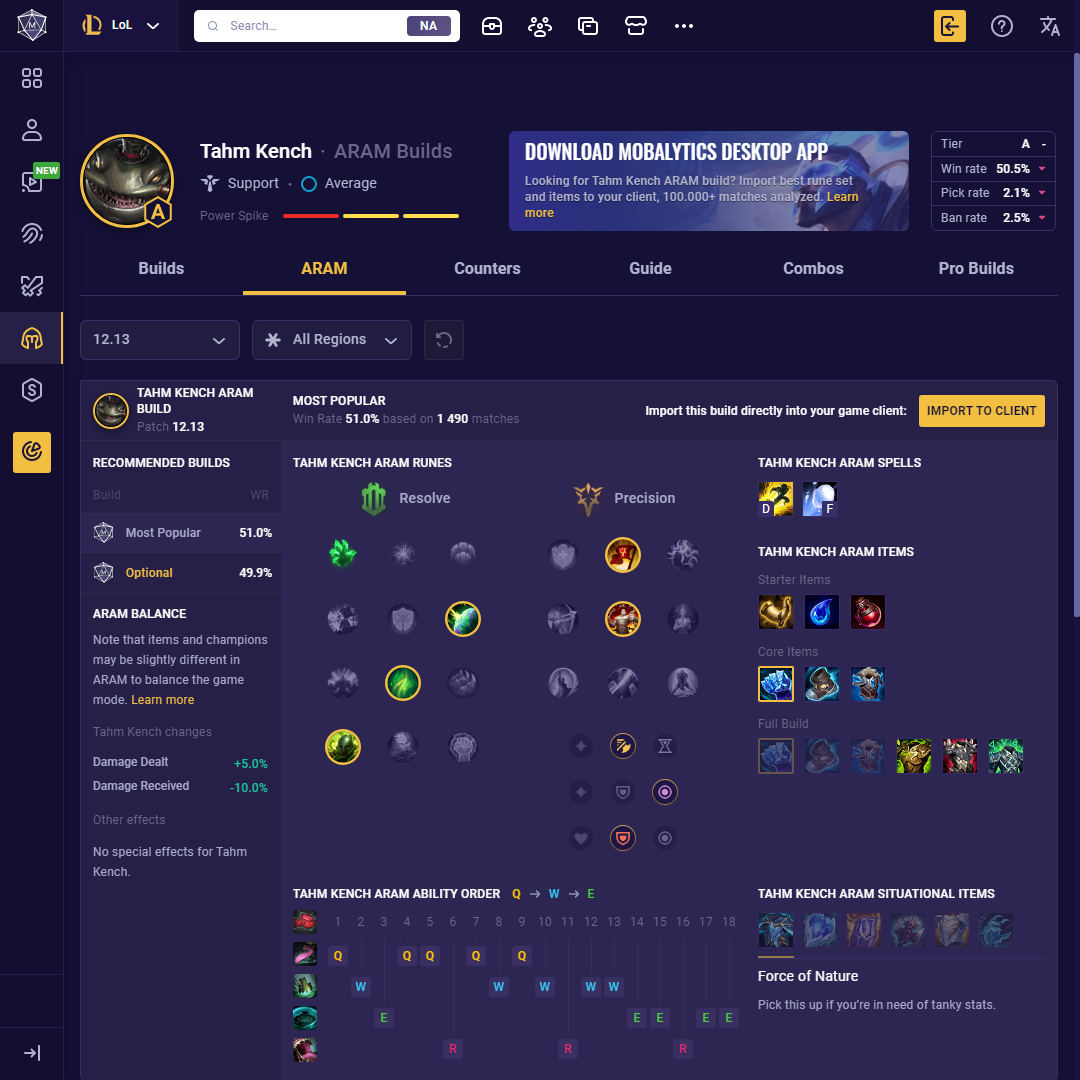 LoL
Search...
NA
NEW
Tahm Kench · ARAM Builds
Support · Average
Power Spike
A
DOWNLOAD MOBALYTICS DESKTOP APP
Looking for Tahm Kench ARAM build? Import best rune set
and items to your client, 100.000+ matches analyzed. Learn
more
Tier A -
Win rate 50.5%
Pick rate 2.1%
Ban rate 2.5%
Builds
ARAM
Counters
Guide
Combos
Pro Builds
12.13
All Regions
TAHM KENCH ARAM
BUILD
Patch 12.13
MOST POPULAR
Win Rate 51.0% based on 1 490 matches
Import this build directly into your game client:
IMPORT TO CLIENT
RECOMMENDED BUILDS
Build WR
Most Popular 51.0%
Optional 49.9%
ARAM BALANCE
Note that items and champions
may be slightly different in
ARAM to balance the game
mode. Learn more
Tahm Kench changes
Damage Dealt +5.0%
Damage Received -10.0%
Other effects
No special effects for Tahm
Kench.
TAHM KENCH ARAM RUNES
Resolve
Precision
TAHM KENCH ARAM SPELLS
D F
TAHM KENCH ARAM ITEMS
Starter Items
Core Items
Full Build
TAHM KENCH ARAM ABILITY ORDER Q → W → E
1 2 3 4 5 6 7 8 9 10 11 12 13 14 15 16 17 18
Q Q Q Q Q
W W W W W
E E E E E
R R R
TAHM KENCH ARAM SITUATIONAL ITEMS
Force of Nature
Pick this up if you're in need of tanky stats.